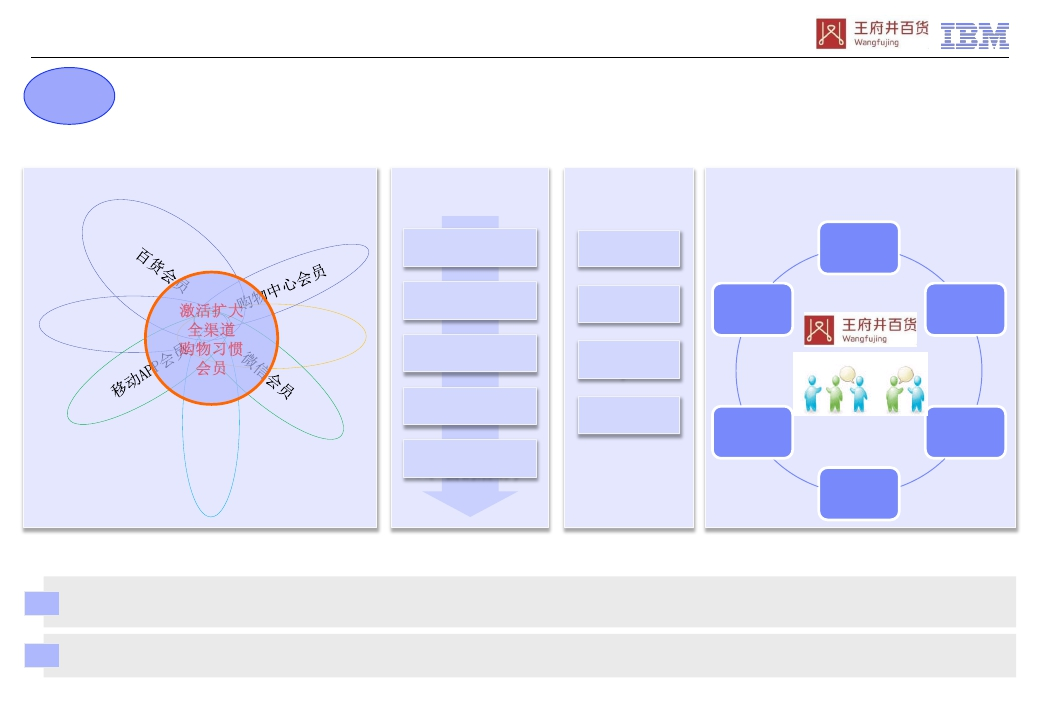 王府井百货
Wangfujing
IBM
百货会员
购物中心会员
激活扩大
全渠道
购物习惯
会员
移动APP会员
微信会员
王府井百货
Wangfujing